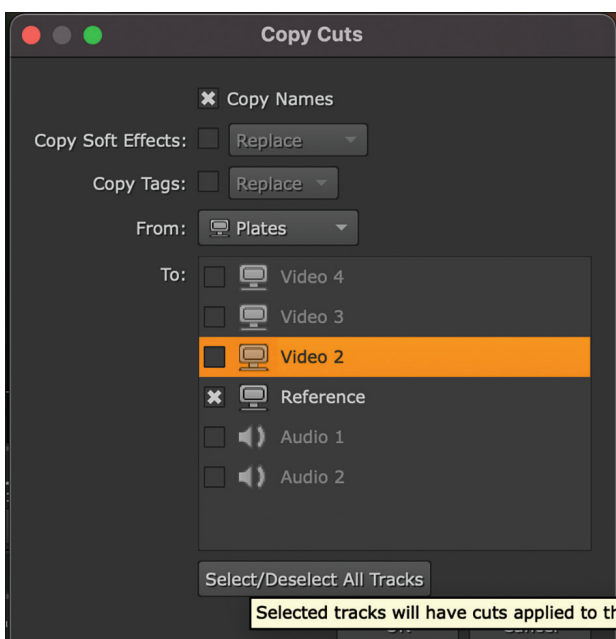 Copy Cuts
Copy Names
Copy Soft Effects: Replace
Copy Tags: Replace
From: Plates
To: Video 4
Video 3
Video 2
Reference
Audio 1
Audio 2
Select/Deselect All Tracks
Selected tracks will have cuts applied to th